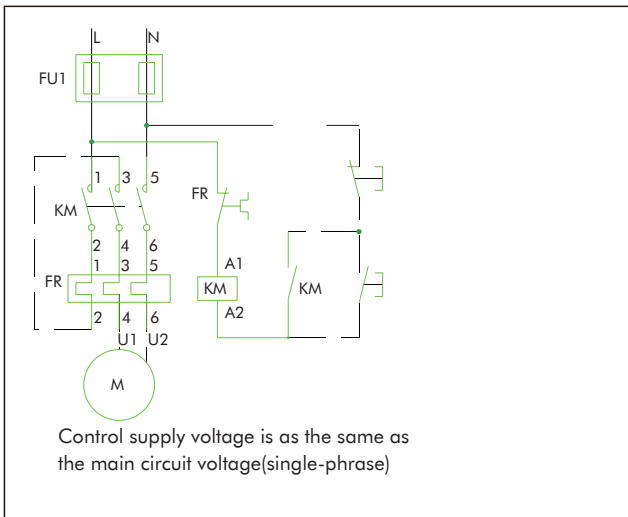 L N
FU1
1 3 5
KM
FR
2 4 6
1 3 5
FR
A1
KM
KM
A2
2 4 6
U1 U2
M
Control supply voltage is as the same as
the main circuit voltage(single-phrase)